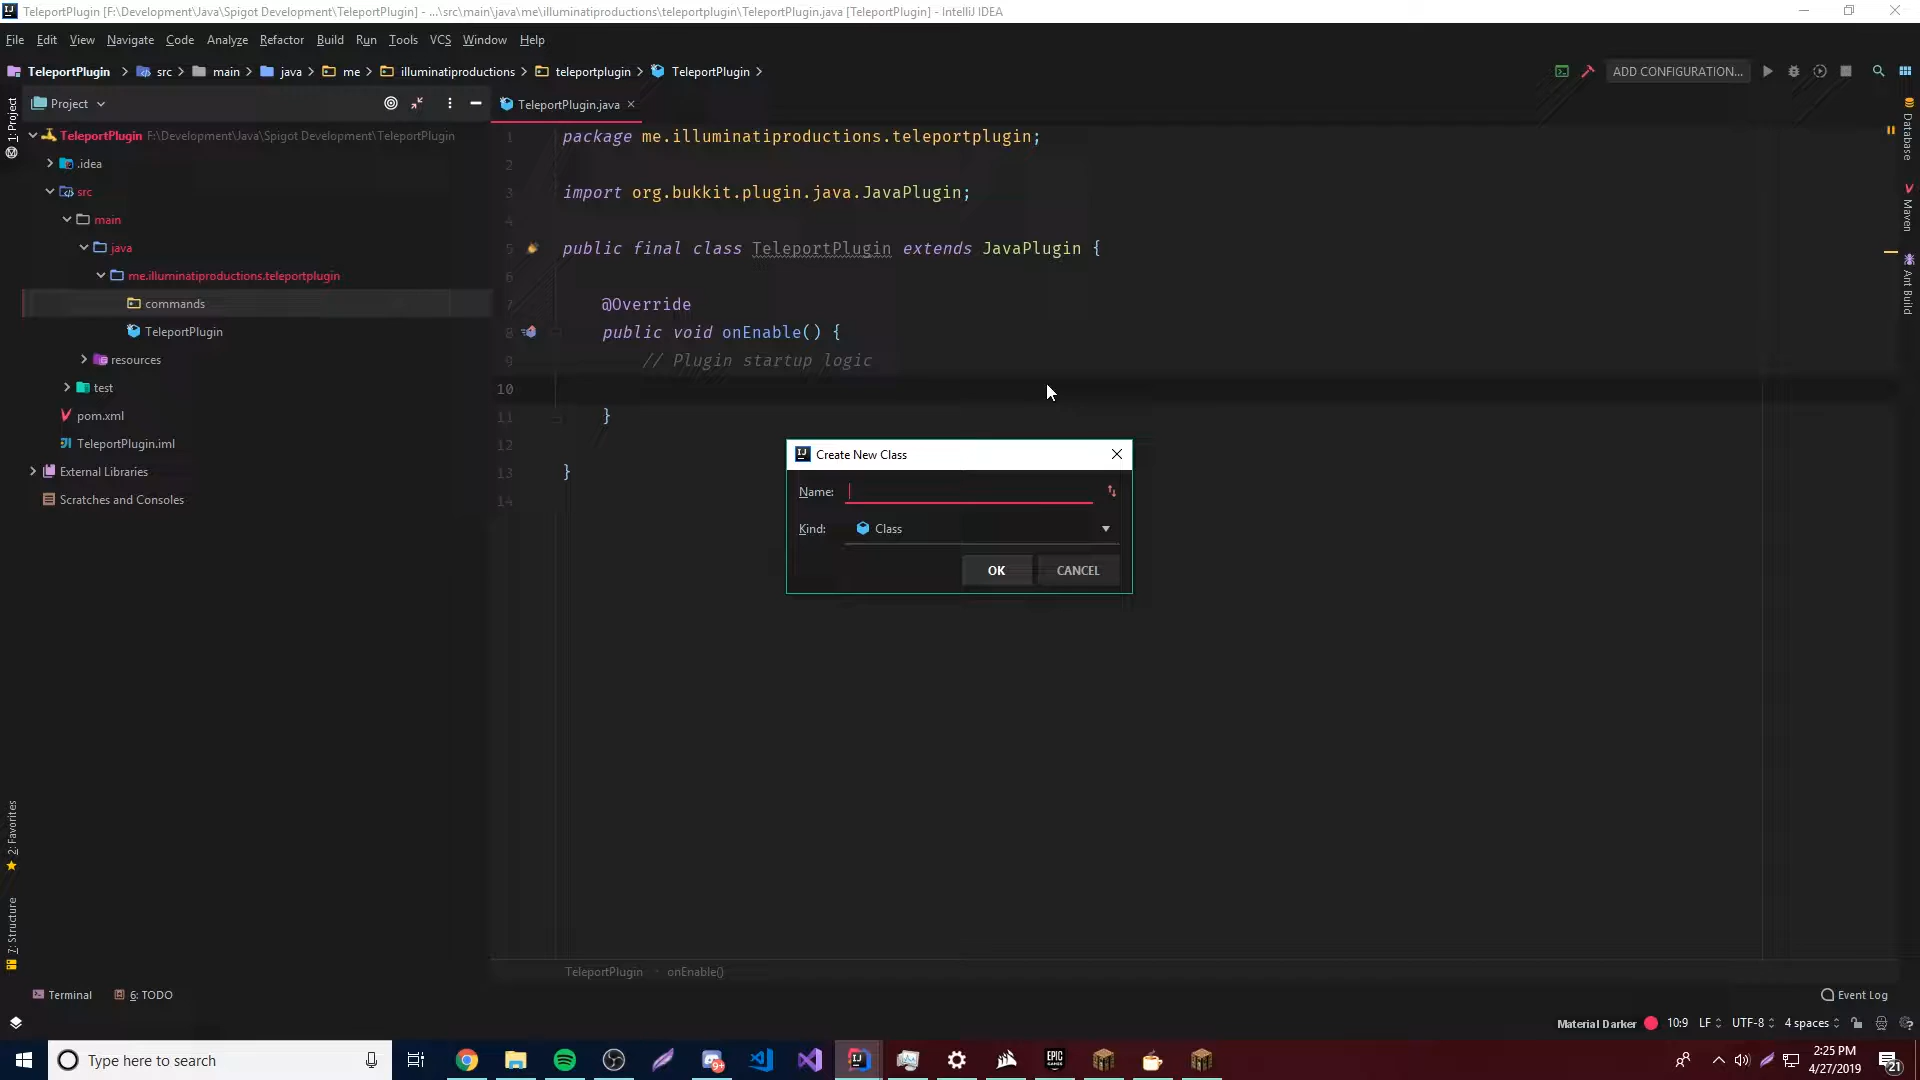 TeleportPlugin [F:\Development\Java\Spigot Development\TeleportPlugin] - ...\src\main\java\me\illuminatiproductions\teleportplugin\TeleportPlugin.java [TeleportPlugin] - IntelliJ IDEA
File Edit View Navigate Code Analyze Refactor Build Run Tools VCS Window Help
TeleportPlugin src main java me illuminatiproductions teleportplugin TeleportPlugin
ADD CONFIGURATION...
1: Project
Project
TeleportPlugin F:\Development\Java\Spigot Development\TeleportPlugin
.idea
src
main
java
me.illuminatiproductions.teleportplugin
commands
TeleportPlugin
resources
test
pom.xml
TeleportPlugin.iml
External Libraries
Scratches and Consoles
2: Favorites
7: Structure
TeleportPlugin.java
1 package me.illuminatiproductions.teleportplugin;
2
3 import org.bukkit.plugin.java.JavaPlugin;
4
5 public final class TeleportPlugin extends JavaPlugin {
6
7 @Override
8 public void onEnable() {
9 // Plugin startup logic
10
11 }
12
13 }
14
Create New Class
Name:
Kind: Class
OK CANCEL
Database
Maven
Ant Build
TeleportPlugin onEnable()
Terminal 6: TODO
Event Log
Material Darker 10:9 LF UTF-8 4 spaces
Type here to search
9+
EPIC GAMES
2:25 PM
4/27/2019
21